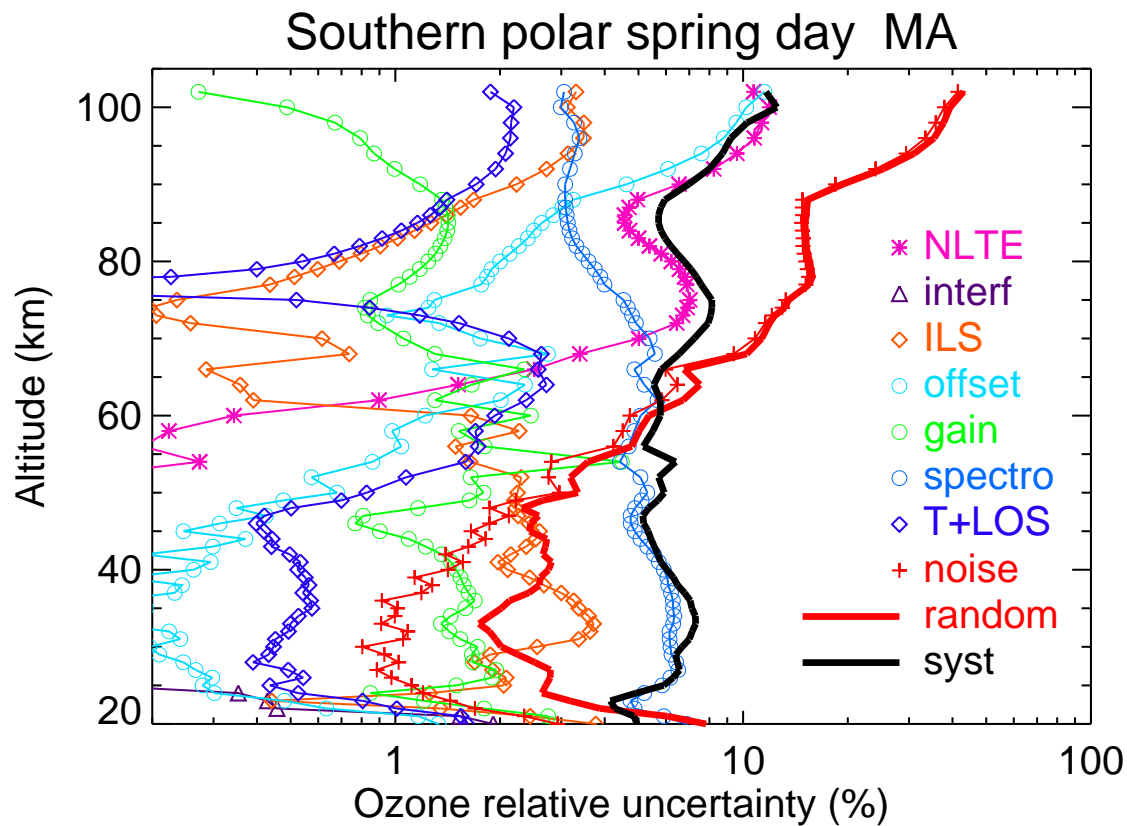 Southern polar spring day MA
Altitude (km)
100
80
60
40
20
NLTE
interf
ILS
offset
gain
spectro
T+LOS
noise
random
syst
1 10 100
Ozone relative uncertainty (%)